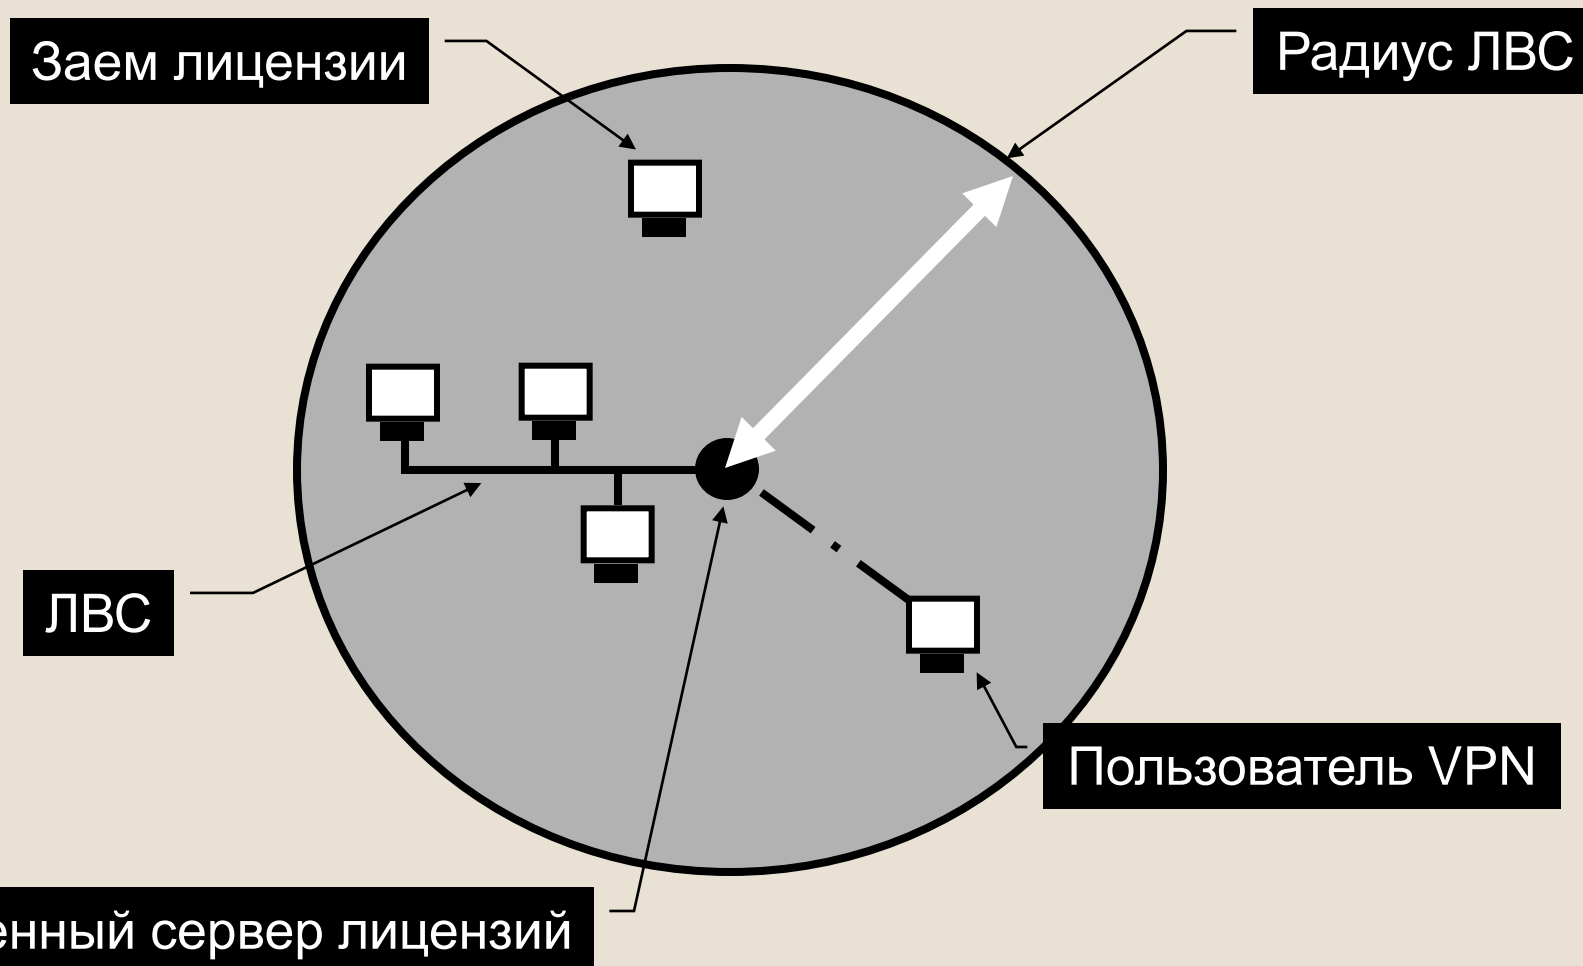 Заем лицензии
Радиус ЛВС
ЛВС
Пользователь VPN
сервер лицензий